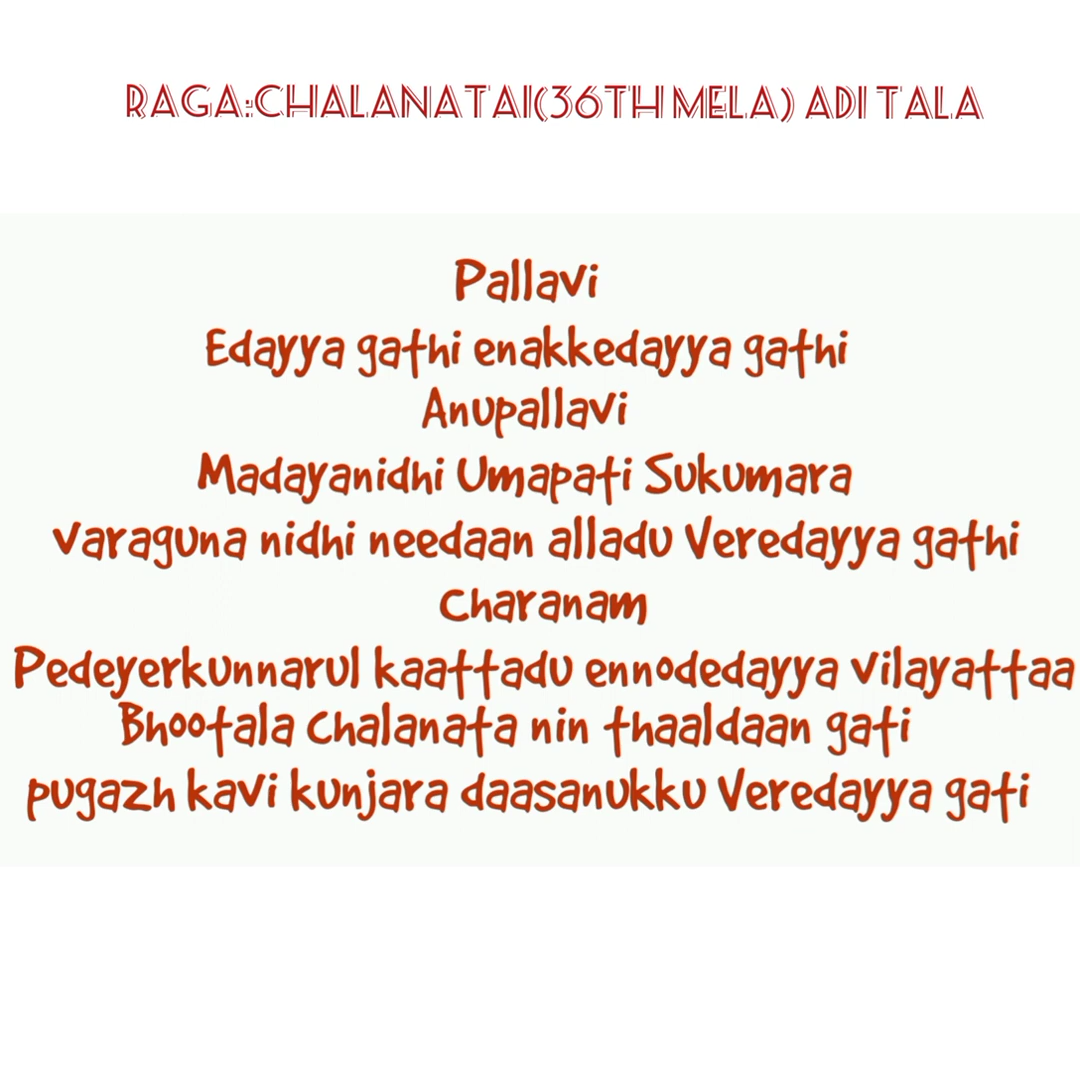 RAGA:CHALANATAI(36TH MELA) ADI TALA
Pallavi
Edayya gathi enakkedayya gathi
Anupallavi
Madayanidhi Umapati Sukumara
varaguna nidhi needaan alladu Veredayya gathi
Charanam
Pedeyerkunnarul kaattadu ennodedayya vilayattaa
Bhootala Chalanata nin thaaldaan gati
pugazh kavi kunjara daasanukku Veredayya gati